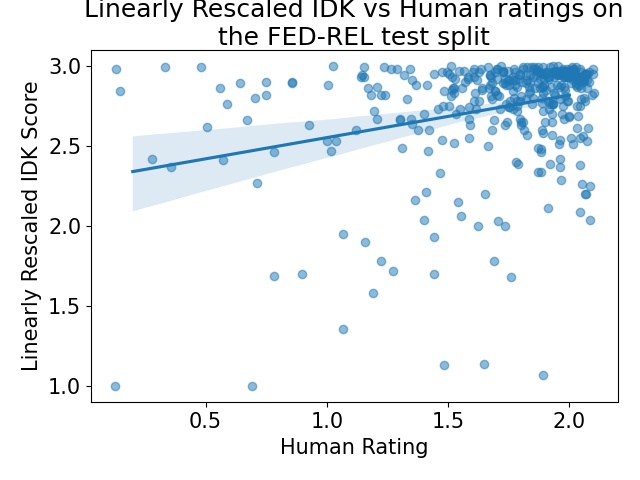 Linearly Rescaled IDK vs Human ratings on
the FED-REL test split
Linearly Rescaled IDK Score
3.0
2.5
2.0
1.5
1.0
0.5
1.0
1.5
2.0
Human Rating